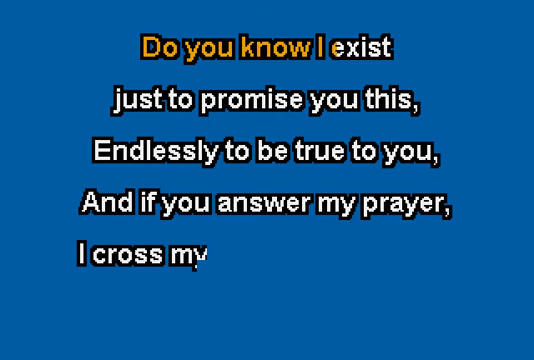 Do you know I exist
just to promise you this,
Endlessly to be true to you,
And if you answer my prayer,
I cross my